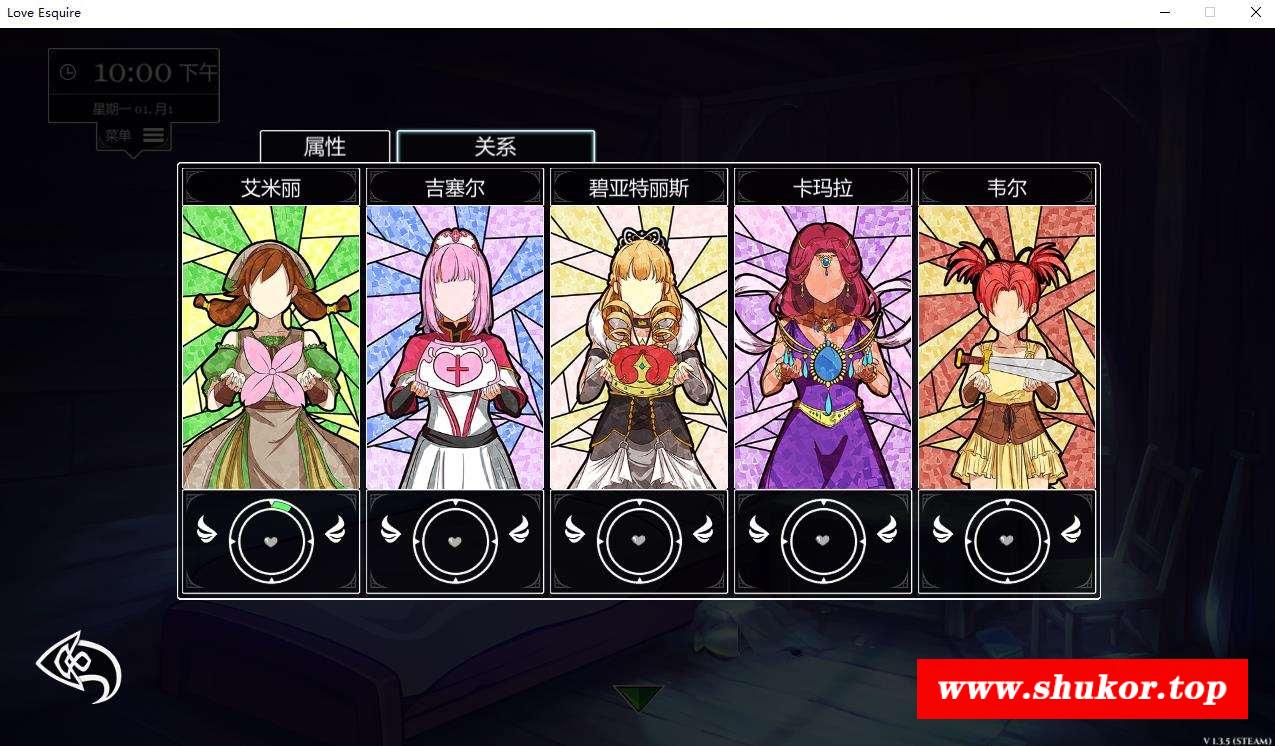 Love Esquire
10:00 下午
星期一 01. 月1
菜单
属性
关系
艾米丽
吉塞尔
碧亚特丽斯
卡玛拉
韦尔
www.shukor.top
V 1.3.5 (STEAM)